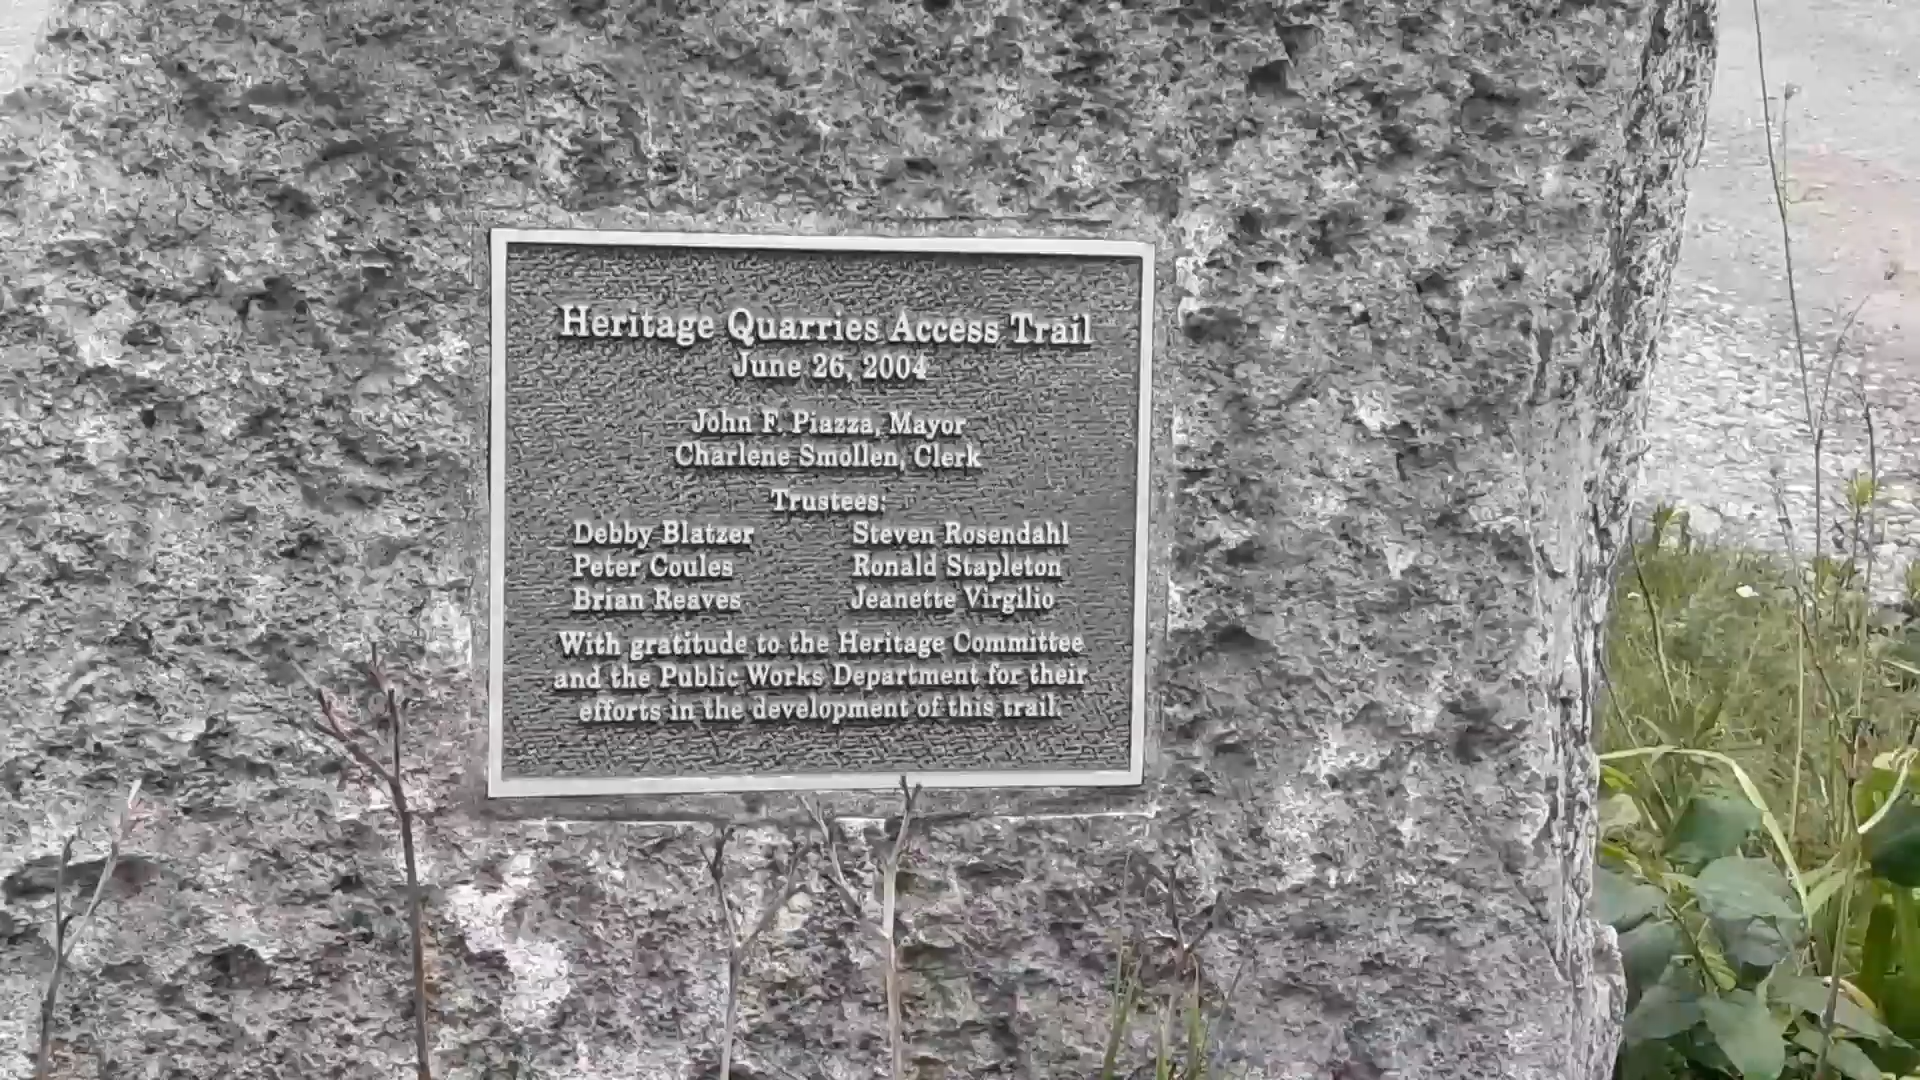 Heritage Quarries Access Trail
June 26, 2004
John F. Piazza, Mayor
Charlene Smollen, Clerk
Trustees:
Debby Blatzer Steven Rosendahl
Peter Coules Ronald Stapleton
Brian Reaves Jeanette Virgilio
With gratitude to the Heritage Committee
and the Public Works Department for their
efforts in the development of this trail.